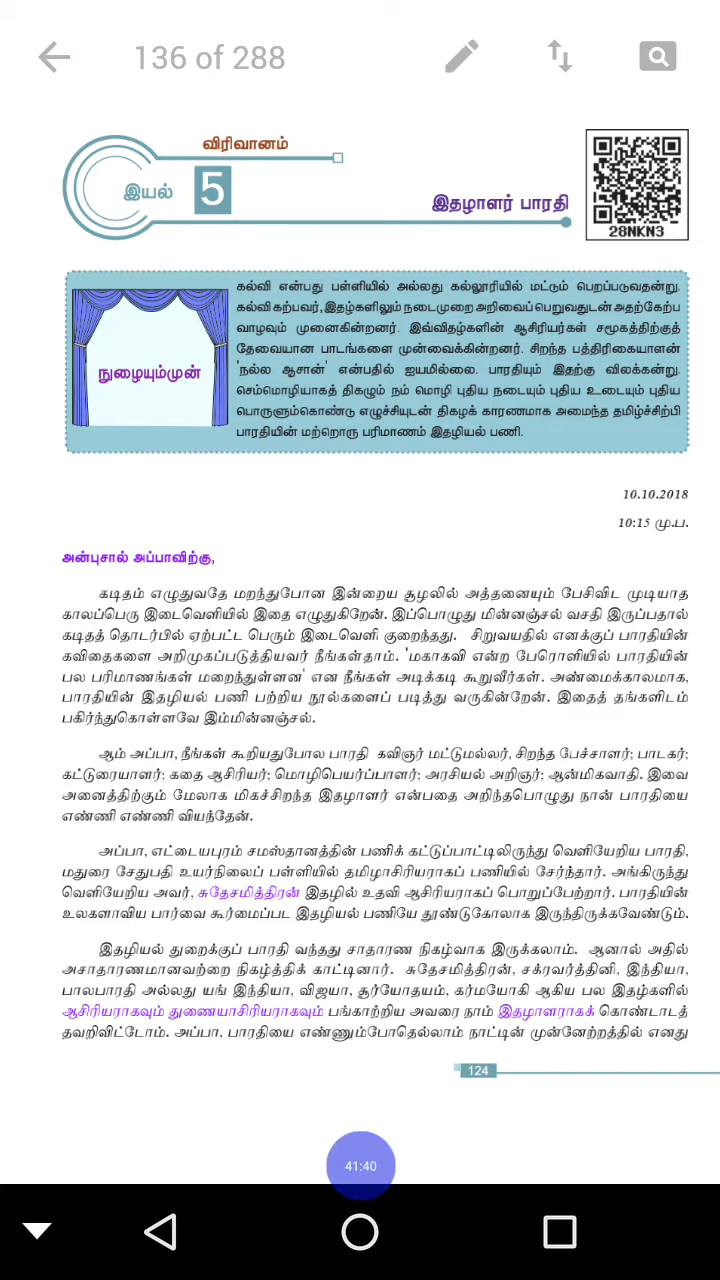 136 of 288
விரிவானம்
இயல் 5
இதழாளர் பாரதி
28NKN3
நுழையும்முன்
கல்வி என்பது பள்ளியில் அல்லது கல்லூரியில் மட்டும் பெறப்படுவதன்று.
கல்வி கற்பவர், இதழ்களிலும் நடைமுறை அறிவைப் பெறுவதுடன் அதற்கேற்ப
வாழவும் முனைகின்றனர். இவ்விதழ்களின் ஆசிரியர்கள் சமூகத்திற்குத்
தேவையான பாடங்களை முன்வைக்கின்றனர். சிறந்த பத்திரிகையாளன்
'நல்ல ஆசான்' என்பதில் ஐயமில்லை. பாரதியும் இதற்கு விலக்கன்று.
செம்மொழியாகத் திகழும் நம் மொழி புதிய நடையும் புதிய உடையும் புதிய
பொருளும்கொண்டு எழுச்சியுடன் திகழக் காரணமாக அமைந்த தமிழ்ச்சிற்பி
பாரதியின் மற்றொரு பரிமாணம் இதழியல் பணி.
10.10.2018
10:15 மு.ப.
அன்புசால் அப்பாவிற்கு,
கடிதம் எழுதுவதே மறந்துபோன இன்றைய சூழலில் அத்தனையும் பேசிவிட முடியாத
காலப்பெரு இடைவெளியில் இதை எழுதுகிறேன். இப்பொழுது மின்னஞ்சல் வசதி இருப்பதால்
கடிதத் தொடர்பில் ஏற்பட்ட பெரும் இடைவெளி குறைந்தது. சிறுவயதில் எனக்குப் பாரதியின்
கவிதைகளை அறிமுகப்படுத்தியவர் நீங்கள்தாம். 'மகாகவி என்ற பேரொளியில் பாரதியின்
பல பரிமாணங்கள் மறைந்துள்ளன' என நீங்கள் அடிக்கடி கூறுவீர்கள். அண்மைக்காலமாக,
பாரதியின் இதழியல் பணி பற்றிய நூல்களைப் படித்து வருகின்றேன். இதைத் தங்களிடம்
பகிர்ந்துகொள்ளவே இம்மின்னஞ்சல்.
ஆம் அப்பா, நீங்கள் கூறியதுபோல பாரதி கவிஞர் மட்டுமல்லர், சிறந்த பேச்சாளர்; பாடகர்;
கட்டுரையாளர்; கதை ஆசிரியர்; மொழிபெயர்ப்பாளர்; அரசியல் அறிஞர்; ஆன்மிகவாதி. இவை
அனைத்திற்கும் மேலாக மிகச்சிறந்த இதழாளர் என்பதை அறிந்தபொழுது நான் பாரதியை
எண்ணி எண்ணி வியந்தேன்.
அப்பா, எட்டையபுரம் சமஸ்தானத்தின் பணிக் கட்டுப்பாட்டிலிருந்து வெளியேறிய பாரதி,
மதுரை சேதுபதி உயர்நிலைப் பள்ளியில் தமிழாசிரியராகப் பணியில் சேர்ந்தார். அங்கிருந்து
வெளியேறிய அவர், சுதேசமித்திரன் இதழில் உதவி ஆசிரியராகப் பொறுப்பேற்றார். பாரதியின்
உலகளாவிய பார்வை கூர்மைப்பட இதழியல் பணியே தூண்டுகோலாக இருந்திருக்கவேண்டும்.
இதழியல் துறைக்குப் பாரதி வந்தது சாதாரண நிகழ்வாக இருக்கலாம். ஆனால் அதில்
அசாதாரணமானவற்றை நிகழ்த்திக் காட்டினார். சுதேசமித்திரன், சக்ரவர்த்தினி, இந்தியா,
பாலபாரதி அல்லது யங் இந்தியா, விஜயா, சூர்யோதயம், கர்மயோகி ஆகிய பல இதழ்களில்
ஆசிரியராகவும் துணையாசிரியராகவும் பங்காற்றிய அவரை நாம் இதழாளராகக் கொண்டாடத்
தவறிவிட்டோம். அப்பா, பாரதியை எண்ணும்போதெல்லாம் நாட்டின் முன்னேற்றத்தில் எனது
124
41:40